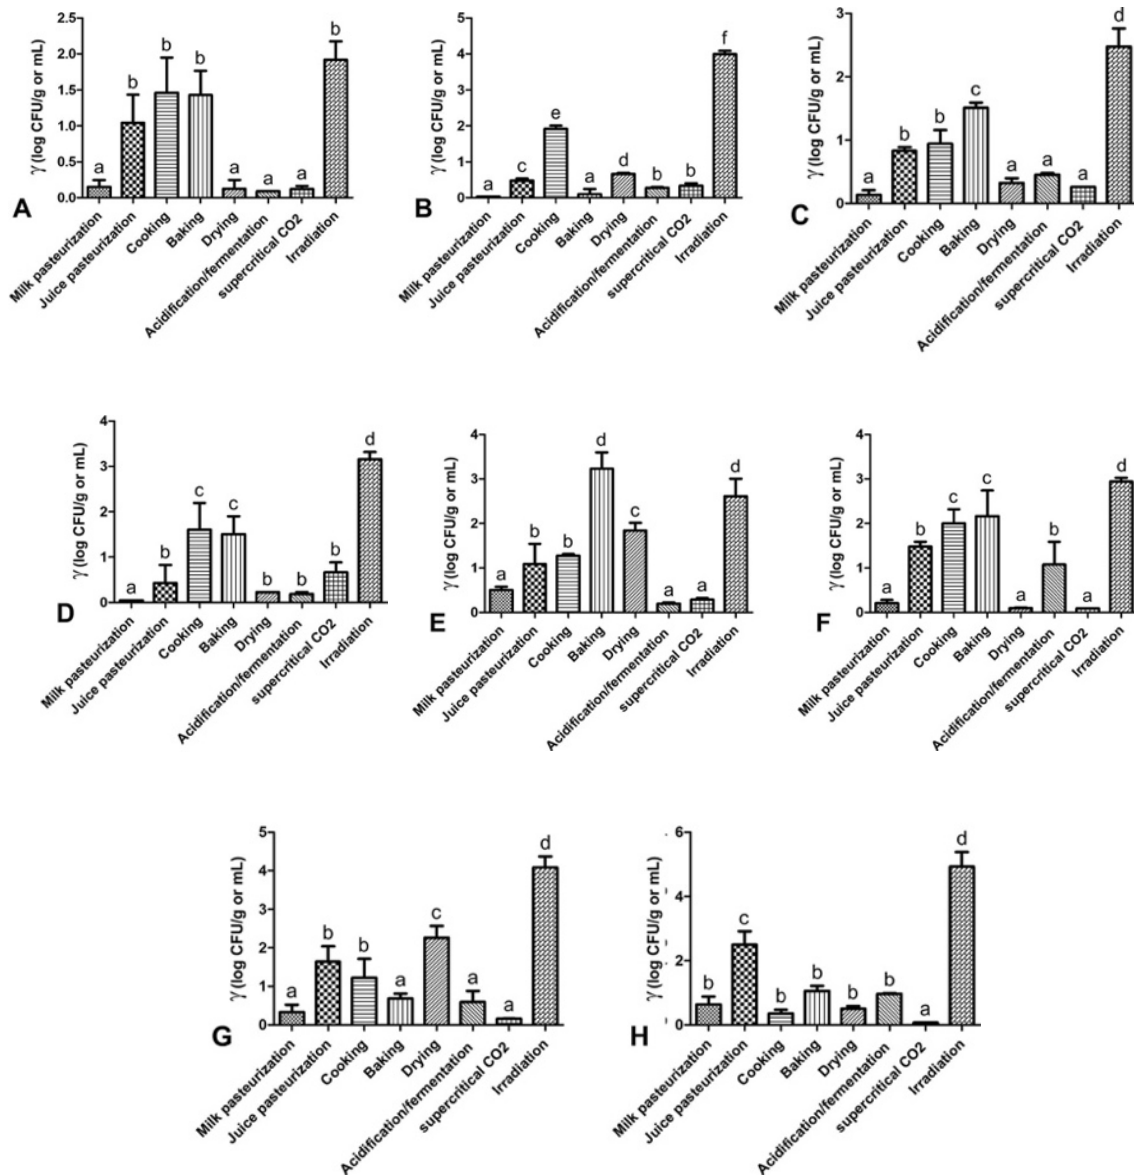 γ (log CFU/g or mL)
2.5
2.0
1.5
1.0
0.5
0.0
a
b
b
b
a
a
a
b
A
Milk pasteurization
Juice pasteurization
Cooking
Baking
Drying
Acidification/fermentation
supercritical CO2
Irradiation
γ (log CFU/g or mL)
5
4
2
1
0
a
c
e
a
d
b
b
f
B
Milk pasteurization
Juice pasteurization
Cooking
Baking
Drying
Acidification/fermentation
supercritical CO2
Irradiation
γ (log CFU/g or mL)
3
2
1
0
a
b
b
c
a
a
a
d
C
Milk pasteurization
Juice pasteurization
Cooking
Baking
Drying
Acidification/fermentation
supercritical CO2
Irradiation
γ (log CFU/g or mL)
4
3
2
1
0
a
b
c
c
b
b
b
d
D
Milk pasteurization
Juice pasteurization
Cooking
Baking
Drying
Acidification/fermentation
supercritical CO2
Irradiation
γ (log CFU/g or mL)
4
3
2
1
0
a
b
b
d
c
a
a
d
E
Milk pasteurization
Juice pasteurization
Cooking
Baking
Drying
Acidification/fermentation
supercritical CO2
Irradiation
γ (log CFU/g or mL)
4
3
2
1
0
a
b
c
c
a
b
a
d
F
Milk pasteurization
Juice pasteurization
Cooking
Baking
Drying
Acidification/fermentation
supercritical CO2
Irradiation
γ (log CFU/g or mL)
5
4
3
2
1
0
a
b
b
a
c
a
a
d
G
Milk pasteurization
Juice pasteurization
Cooking
Baking
Drying
Acidification/fermentation
supercritical CO2
Irradiation
γ (log CFU/g or mL)
6
4
2
0
b
c
b
b
b
b
a
d
H
Milk pasteurization
Juice pasteurization
Cooking
Baking
Drying
Acidification/fermentation
supercritical CO2
Irradiation